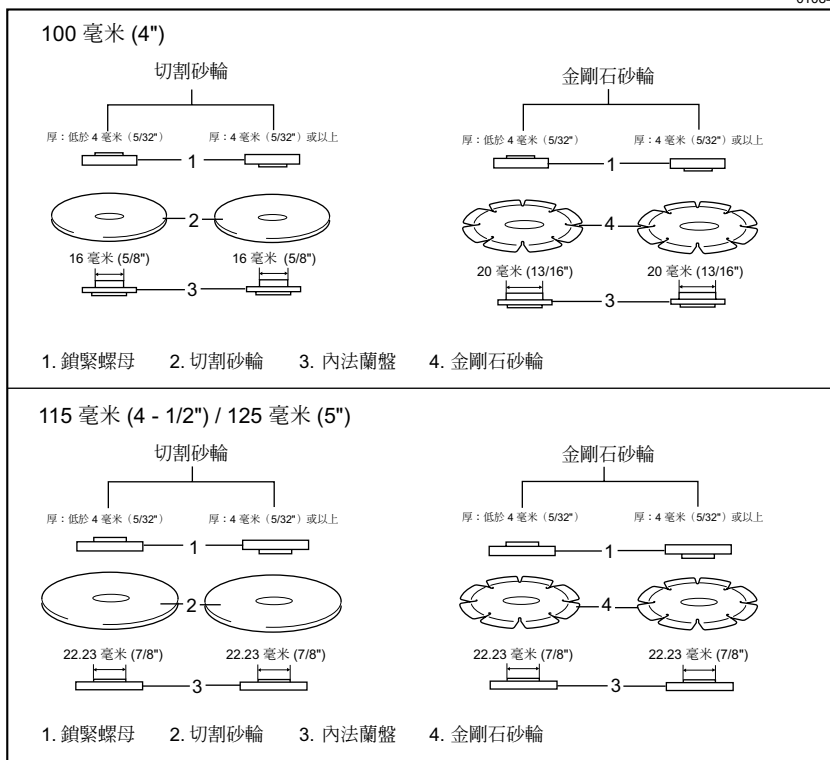 100 毫米 (4")
切割砂輪 金剛石砂輪
厚：低於 4 毫米（5/32"） 厚：4 毫米（5/32"）或以上 厚：低於 4 毫米（5/32"） 厚：4 毫米（5/32"）或以上
1 1
2 4
16 毫米 (5/8") 16 毫米 (5/8") 20 毫米 (13/16") 20 毫米 (13/16")
3 3
1. 鎖緊螺母 2. 切割砂輪 3. 內法蘭盤 4. 金剛石砂輪
115 毫米 (4 - 1/2") / 125 毫米 (5")
切割砂輪 金剛石砂輪
厚：低於 4 毫米（5/32"） 厚：4 毫米（5/32"）或以上 厚：低於 4 毫米（5/32"） 厚：4 毫米（5/32"）或以上
1 1
2 4
22.23 毫米 (7/8") 22.23 毫米 (7/8") 22.23 毫米 (7/8") 22.23 毫米 (7/8")
3 3
1. 鎖緊螺母 2. 切割砂輪 3. 內法蘭盤 4. 金剛石砂輪